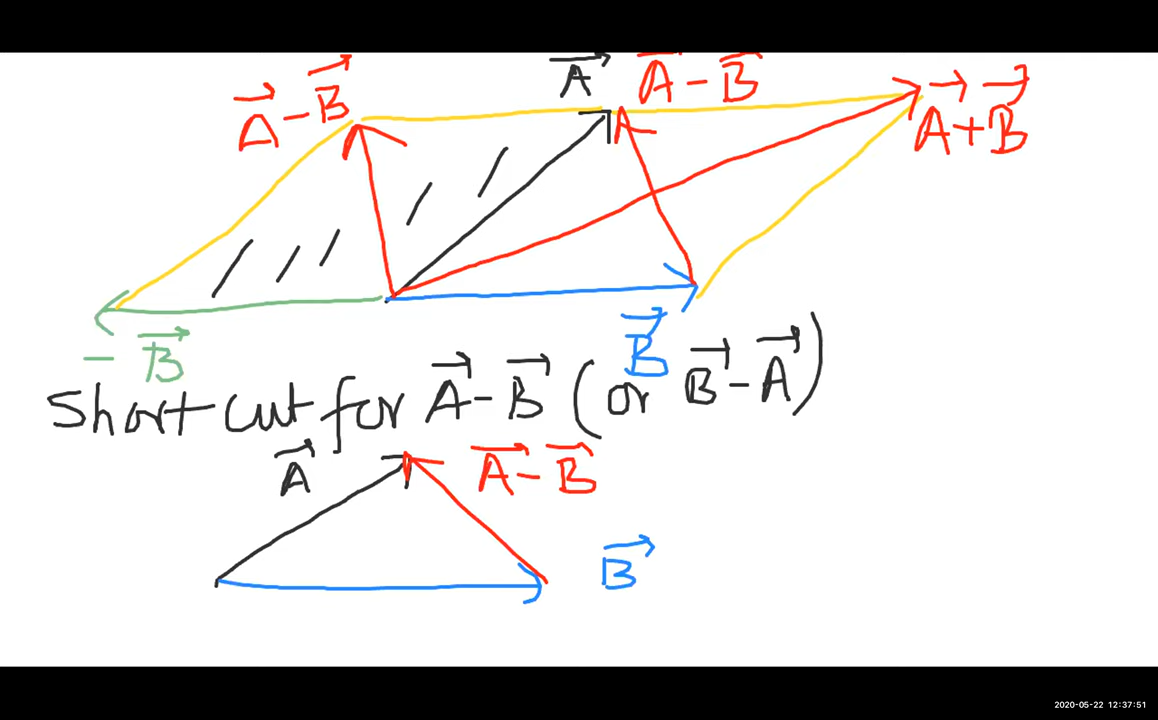 A⃗ - B⃗
A⃗
A⃗ - B⃗
A⃗ + B⃗
- B⃗
B⃗
Short cut for A⃗ - B⃗ (or B⃗ - A⃗)
A⃗
A⃗ - B⃗
B⃗
2020-05-22 12:37:51